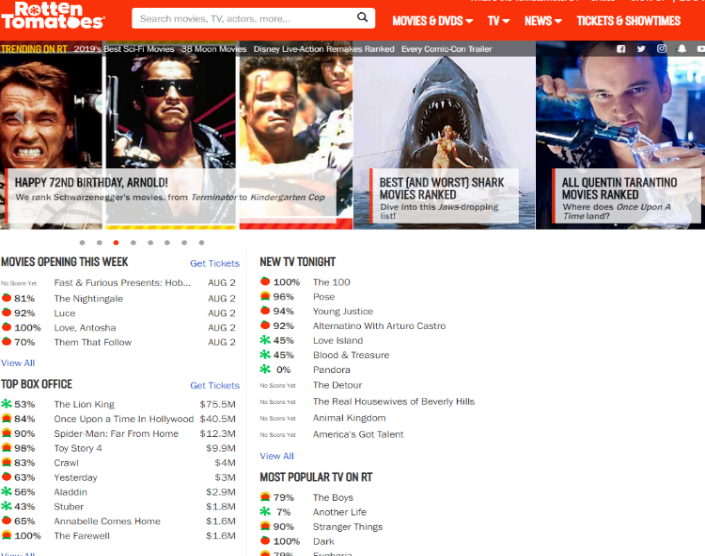 Rotten
Tomatoes
Search movies, TV, actors, more...
MOVIES & DVDS
TV
NEWS
TICKETS & SHOWTIMES
TRENDING ON RT
2019's Best Sci-Fi Movies
38 Moon Movies
Disney Live-Action Remakes Ranked
Every Comic-Con Trailer
HAPPY 72ND BIRTHDAY, ARNOLD!
We rank Schwarzenegger's movies, from Terminator to Kindergarten Cop
BEST (AND WORST) SHARK
MOVIES RANKED
Dive into this Jaws-dropping
list!
ALL QUENTIN TARANTINO
MOVIES RANKED
Where does Once Upon A
Time land?
MOVIES OPENING THIS WEEK Get Tickets
No Score Yet Fast & Furious Presents: Hob... AUG 2
81% The Nightingale AUG 2
92% Luce AUG 2
100% Love, Antosha AUG 2
70% Them That Follow AUG 2
View All
TOP BOX OFFICE Get Tickets
53% The Lion King $75.5M
84% Once Upon a Time In Hollywood $40.5M
90% Spider-Man: Far From Home $12.3M
98% Toy Story 4 $9.9M
83% Crawl $4M
63% Yesterday $3M
56% Aladdin $2.9M
43% Stuber $1.8M
65% Annabelle Comes Home $1.6M
100% The Farewell $1.6M
View All
NEW TV TONIGHT
100% The 100
96% Pose
94% Young Justice
92% Alternatino With Arturo Castro
45% Love Island
45% Blood & Treasure
0% Pandora
No Score Yet The Detour
No Score Yet The Real Housewives of Beverly Hills
No Score Yet Animal Kingdom
No Score Yet America's Got Talent
View All
MOST POPULAR TV ON RT
79% The Boys
7% Another Life
90% Stranger Things
100% Dark
79% Euphoria